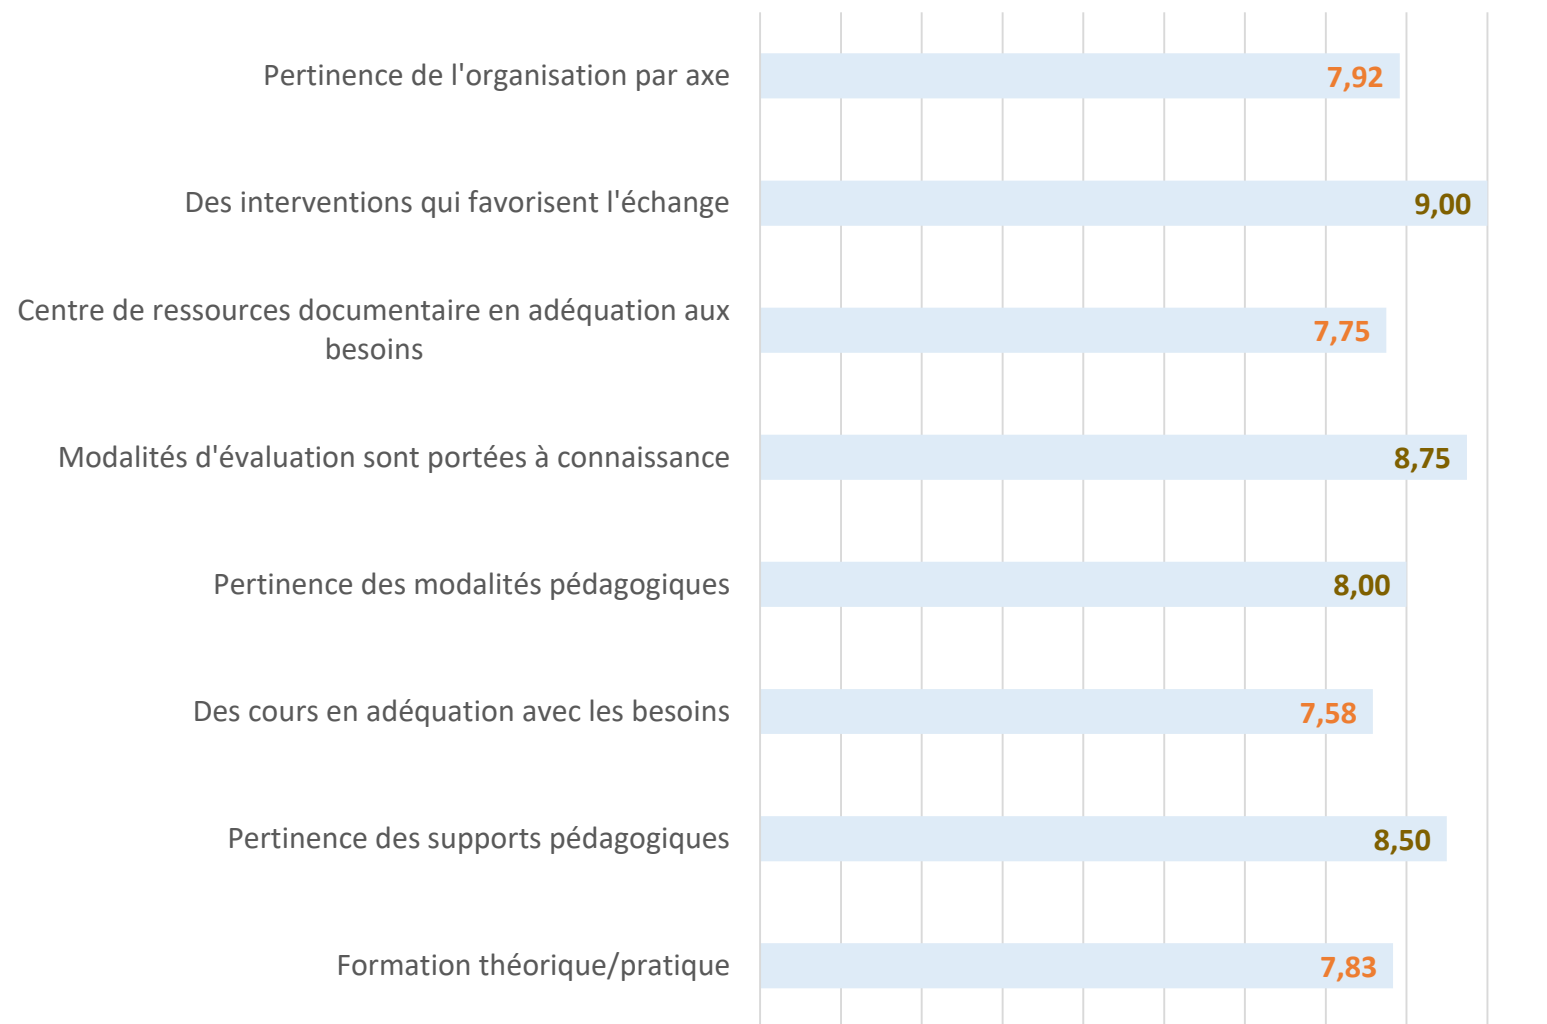 Pertinence de l'organisation par axe
7,92
Des interventions qui favorisent l'échange
9,00
Centre de ressources documentaire en adéquation aux
besoins
7,75
Modalités d'évaluation sont portées à connaissance
8,75
Pertinence des modalités pédagogiques
8,00
Des cours en adéquation avec les besoins
7,58
Pertinence des supports pédagogiques
8,50
Formation théorique/pratique
7,83